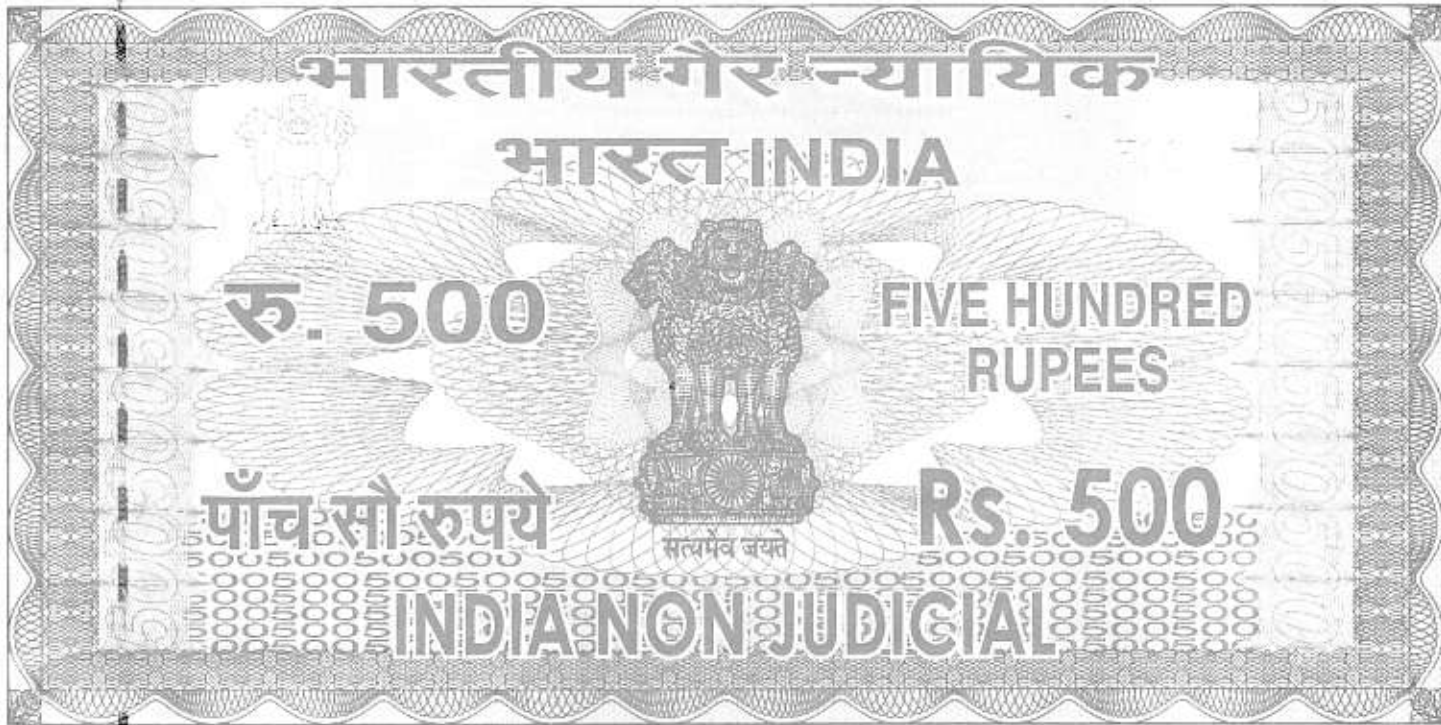 भारतीय गैर न्यायिक
भारत INDIA
रु. 500
FIVE HUNDRED
RUPEES
पाँच सौ रुपये
Rs. 500
सत्यमेव जयते
INDIA NON JUDICIAL